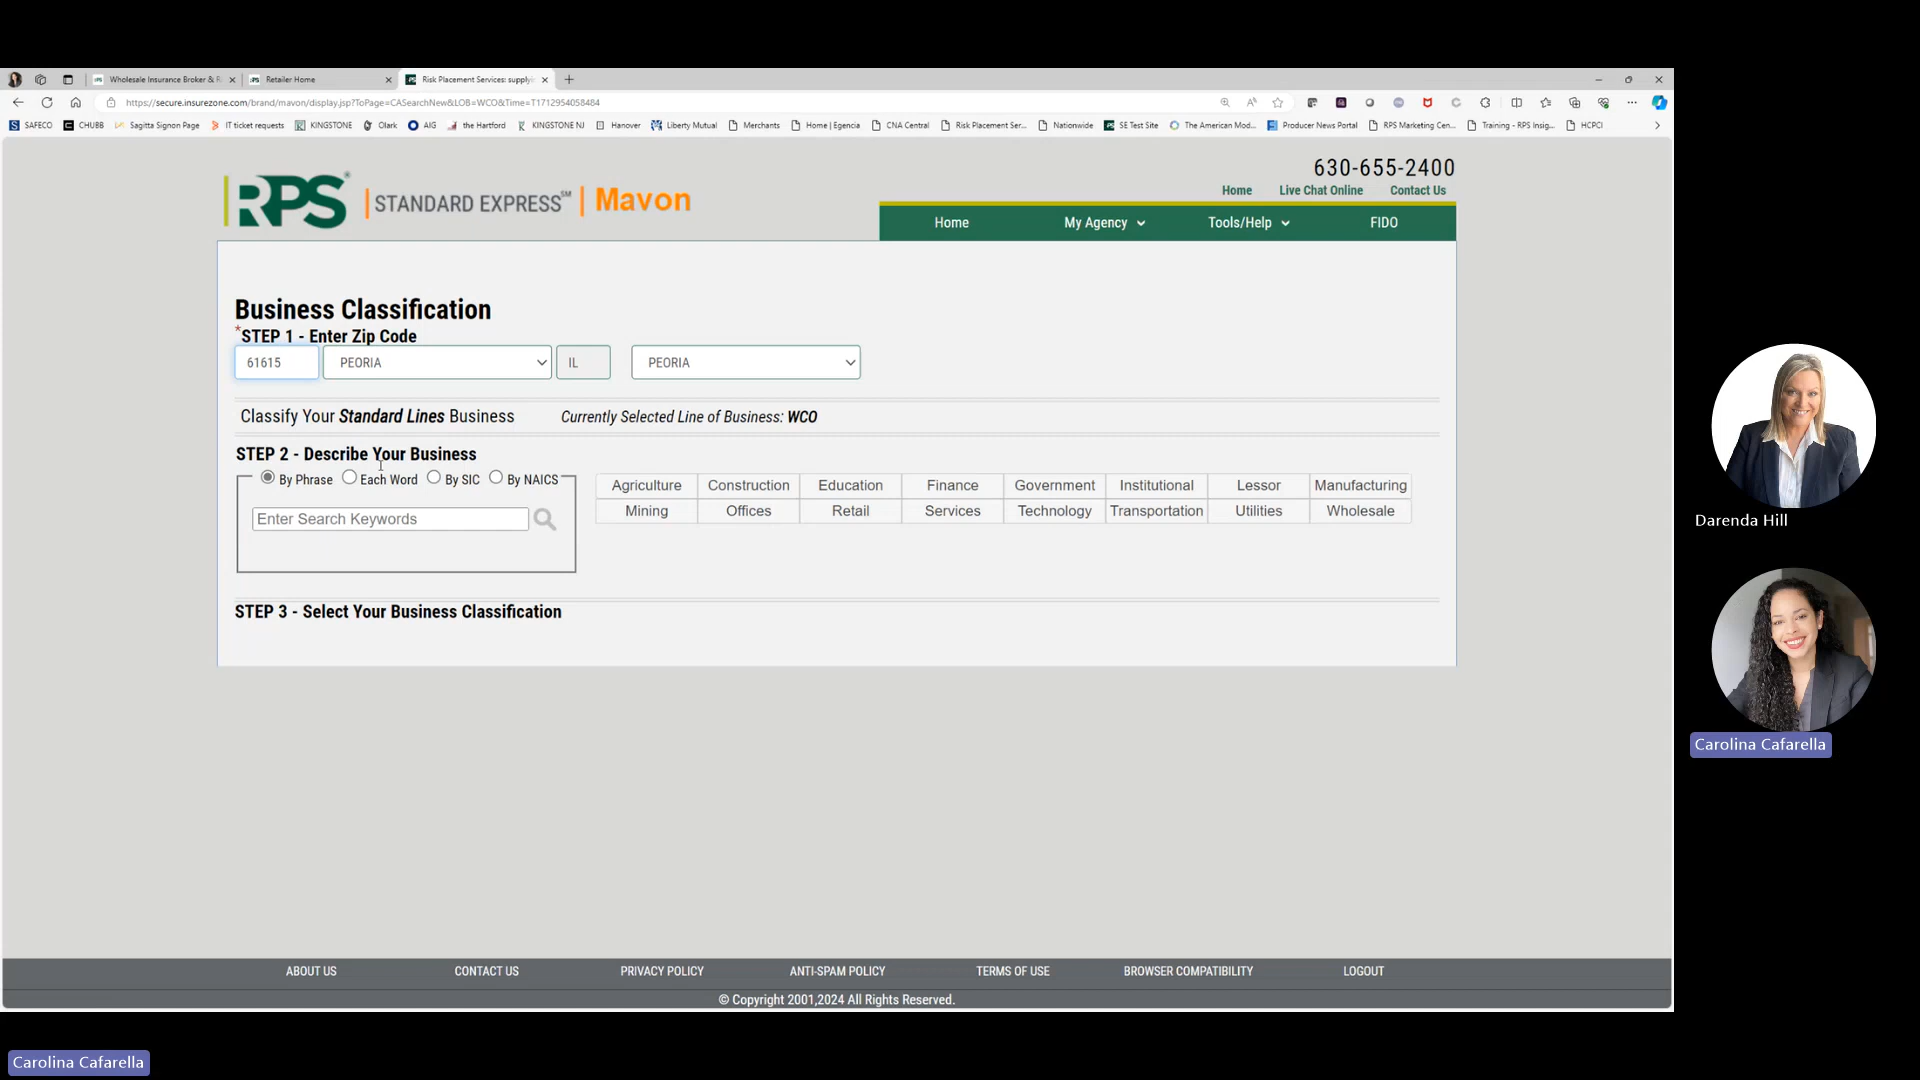 Wholesale Insurance Broker & R
Retailer Home
Risk Placement Services: supplyi
https://secure.insurezone.com/brand/mavon/display.jsp?ToPage=CASearchNew&LOB=WCO&Time=T1712954058484
SAFECO CHUBB Sagitta Signon Page IT ticket requests KINGSTONE Olark AIG the Hartford KINGSTONE NJ Hanover Liberty Mutual Merchants Home | Egencia CNA Central Risk Placement Ser... Nationwide SE Test Site The American Mod... Producer News Portal RPS Marketing Cen... Training - RPS Insig... HCPCI
630-655-2400
RPS STANDARD EXPRESS SM Mavon
Home Live Chat Online Contact Us
Home My Agency Tools/Help FIDO
Business Classification
*STEP 1 - Enter Zip Code
61615 PEORIA IL PEORIA
Classify Your Standard Lines Business Currently Selected Line of Business: WCO
STEP 2 - Describe Your Business
By Phrase Each Word By SIC By NAICS
Enter Search Keywords
Agriculture Construction Education Finance Government Institutional Lessor Manufacturing
Mining Offices Retail Services Technology Transportation Utilities Wholesale
STEP 3 - Select Your Business Classification
ABOUT US CONTACT US PRIVACY POLICY ANTI-SPAM POLICY TERMS OF USE BROWSER COMPATIBILITY LOGOUT
© Copyright 2001,2024 All Rights Reserved.
Darenda Hill
Carolina Cafarella
Carolina Cafarella